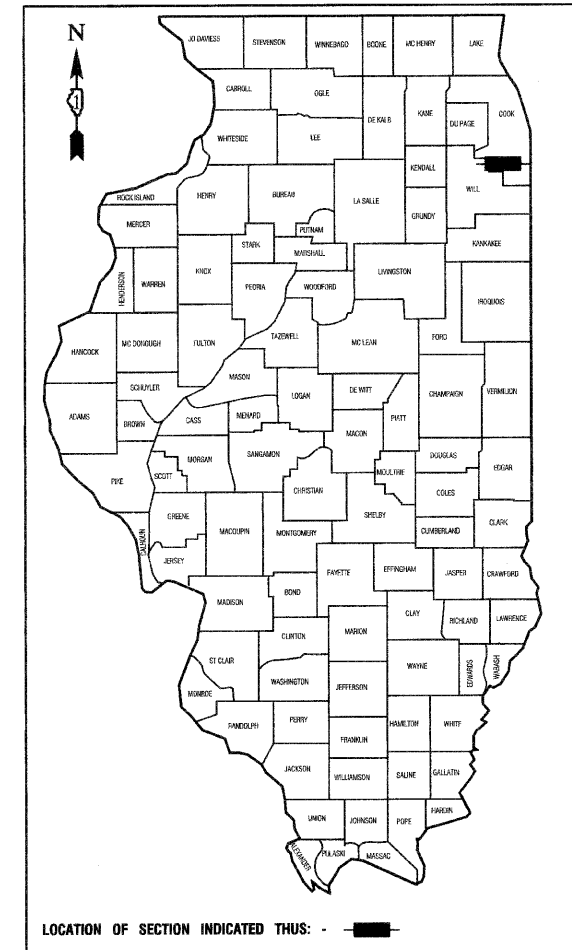 N
1
JO DAVIESS STEVENSON WINNEBAGO BOONE MC HENRY LAKE
CARROLL OGLE DE KALB KANE DU PAGE COOK
WHITESIDE LEE
KENDALL WILL
ROCK ISLAND HENRY BUREAU LA SALLE GRUNDY
MERCER PUTNAM
STARK MARSHALL KANKAKEE
HENDERSON WARREN KNOX PEORIA WOODFORD LIVINGSTON IROQUOIS
HANCOCK MC DONOUGH FULTON TAZEWELL MC LEAN FORD
MASON
SCHUYLER LOGAN DE WITT CHAMPAIGN VERMILION
ADAMS BROWN CASS MENARD PIATT
MACON
MORGAN SANGAMON DOUGLAS EDGAR
PIKE SCOTT CHRISTIAN MOULTRIE COLES
GREENE MACOUPIN MONTGOMERY SHELBY CUMBERLAND CLARK
CALHOUN JERSEY FAYETTE EFFINGHAM JASPER CRAWFORD
MADISON BOND
CLAY RICHLAND LAWRENCE
CLINTON MARION
ST CLAIR WAYNE EDWARDS WABASH
WASHINGTON JEFFERSON
MONROE
RANDOLPH PERRY HAMILTON WHITE
FRANKLIN
JACKSON WILLIAMSON SALINE GALLATIN
UNION JOHNSON POPE HARDIN
ALEXANDER PULASKI MASSAC
LOCATION OF SECTION INDICATED THUS: -